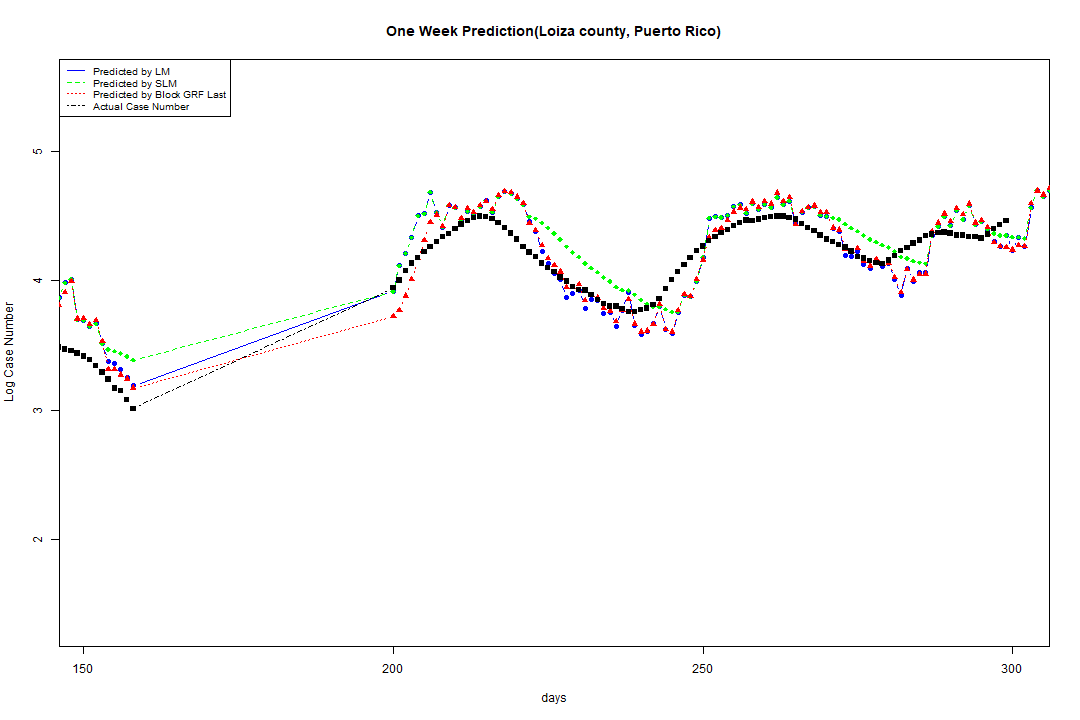 One Week Prediction(Loiza county, Puerto Rico)
Predicted by LM
Predicted by SLM
Predicted by Block GRF Last
Actual Case Number
5
4
3
2
Log Case Number
150 200 250 300
days